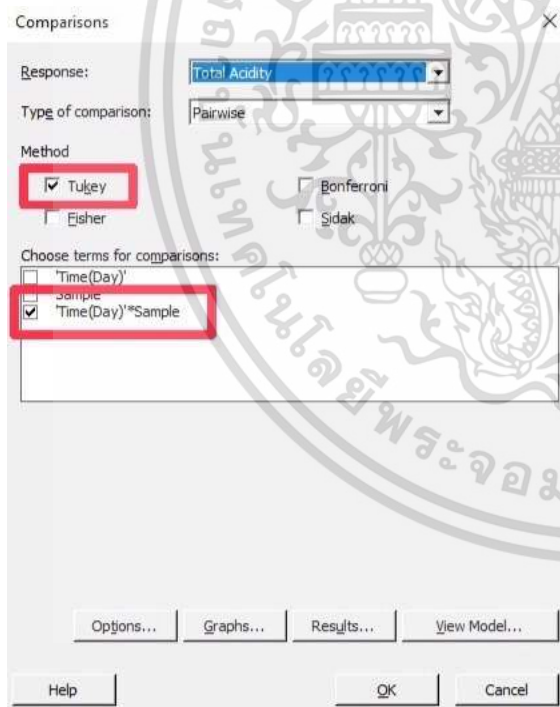 Comparisons
Response: Total Acidity
Type of comparison: Pairwise
Method
Tukey Bonferroni
Fisher Sidak
Choose terms for comparisons:
'Time(Day)'
Sample
'Time(Day)'*Sample
Options... Graphs... Results... View Model...
Help OK Cancel